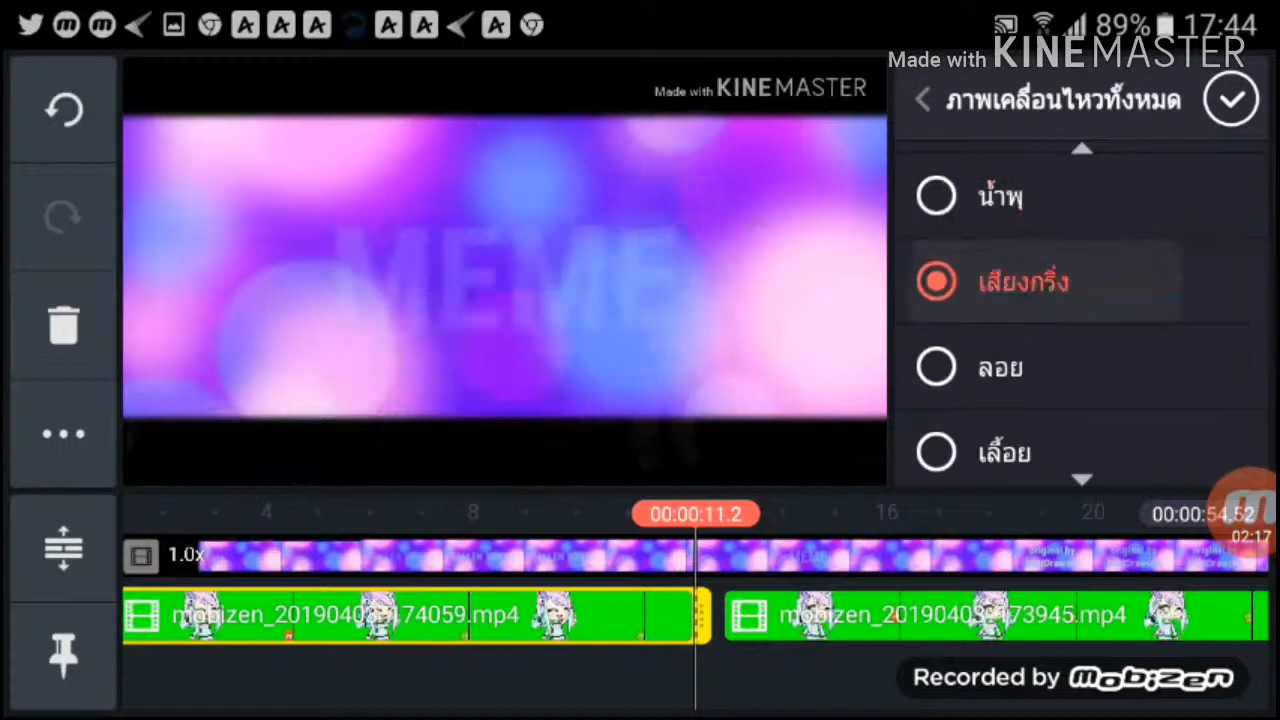 89% 17:44
Made with KINEMASTER
Made with KINEMASTER
ภาพเคลื่อนไหวทั้งหมด
น้ำพุ
MEME
เสียงกริ่ง
ลอย
เลื้อย
4 8 00:00:11.2 16 20 00:00:54.52
02:17
1.0x
mobizen_20190403_174059.mp4 mobizen_20190403_173945.mp4
Recorded by mobizen